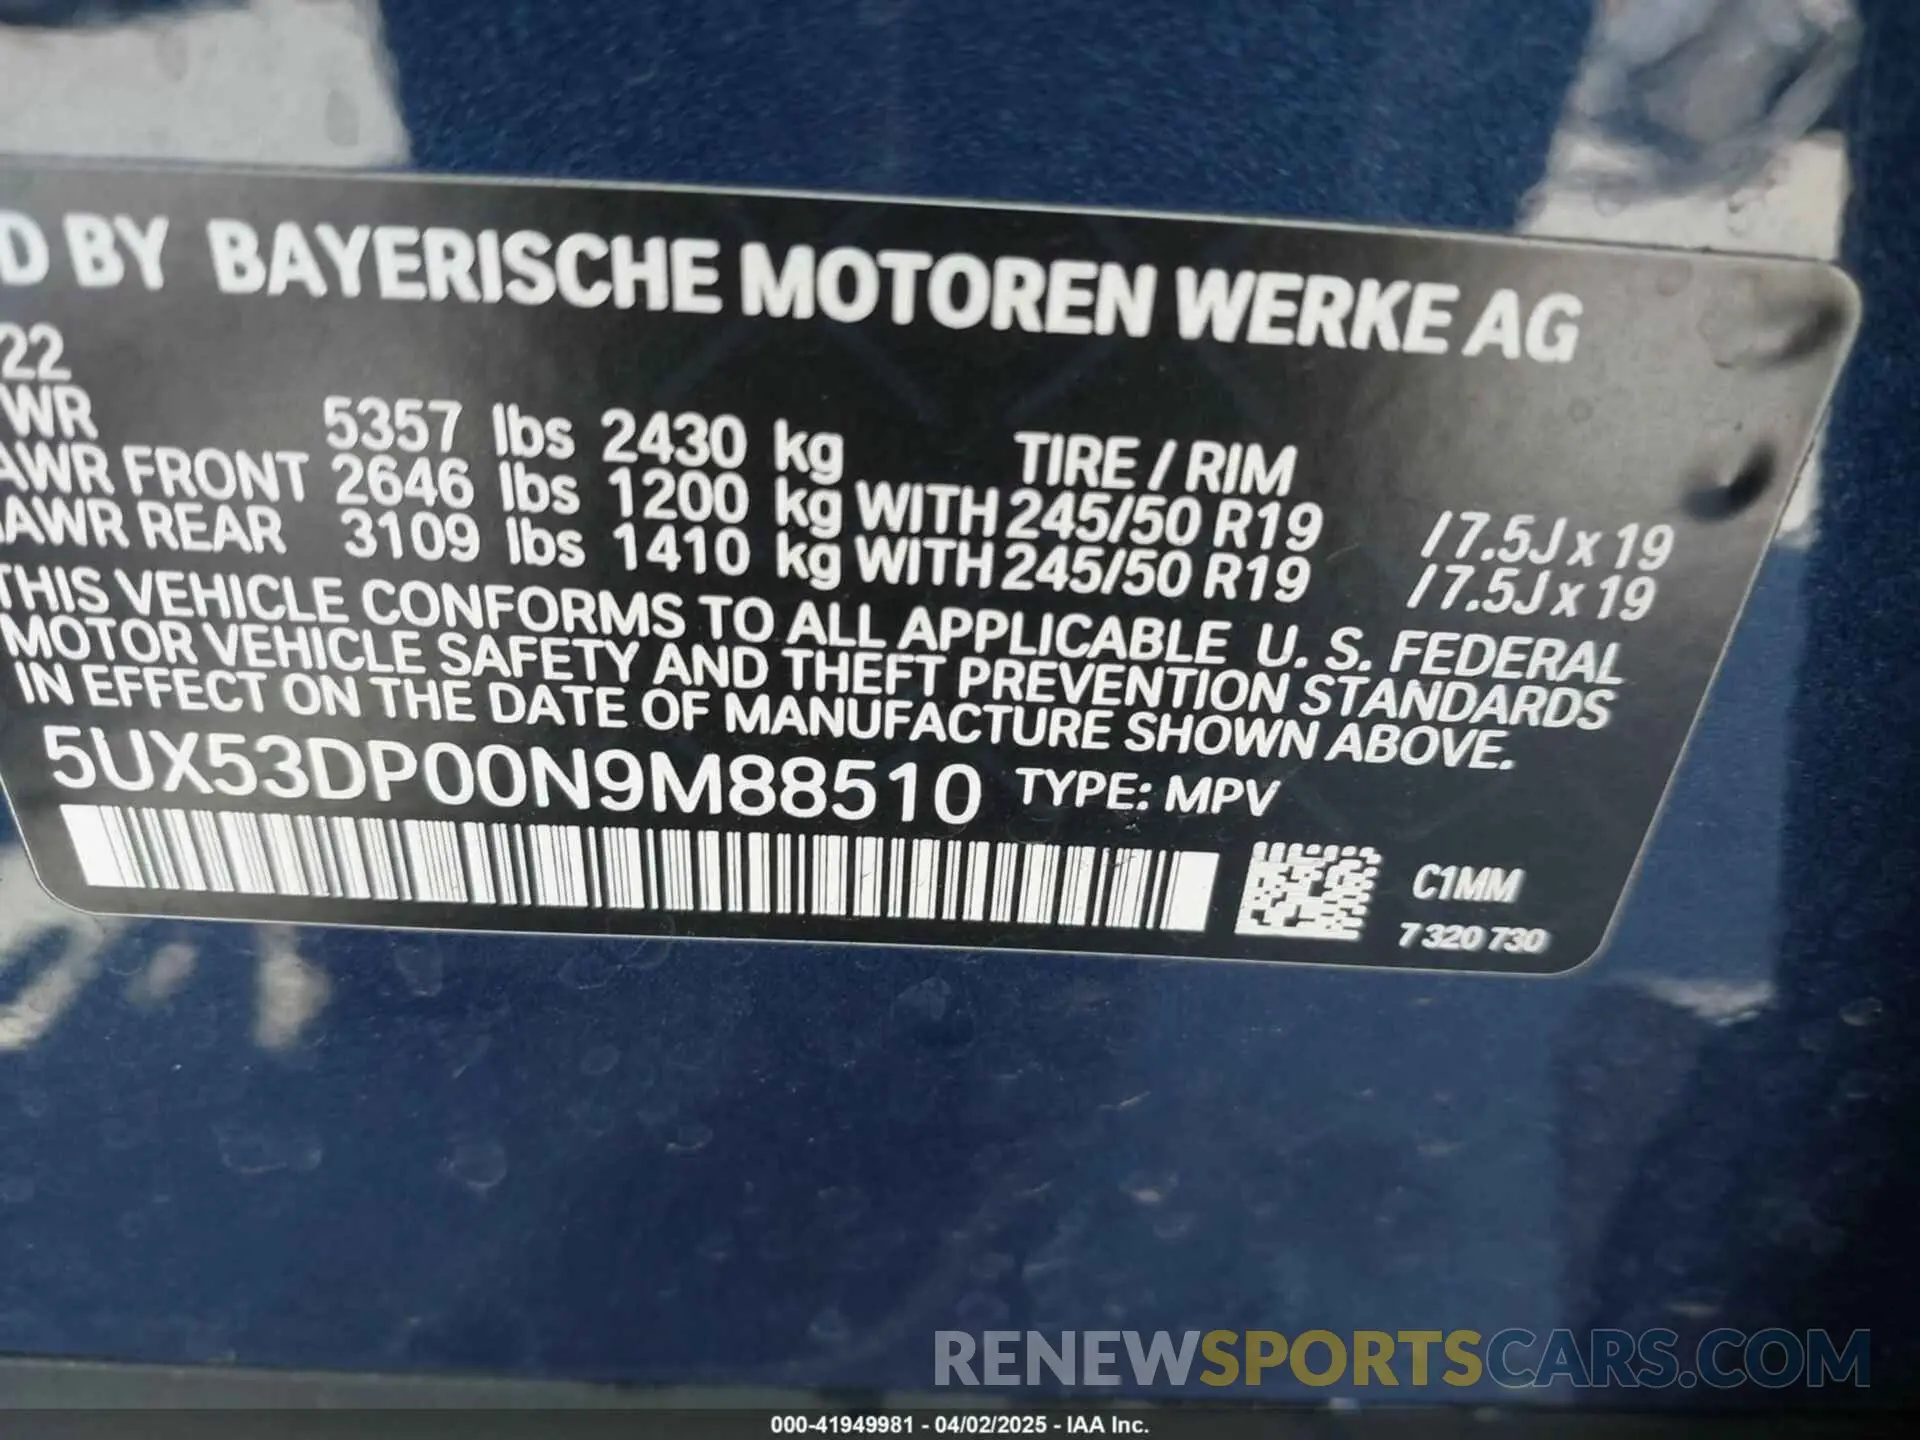 D BY BAYERISCHE MOTOREN WERKE AG
22
WR 5357 lbs 2430 kg TIRE / RIM
AWR FRONT 2646 lbs 1200 kg WITH 245/50 R19 /7.5J x 19
AWR REAR 3109 lbs 1410 kg WITH 245/50 R19 /7.5J x 19
THIS VEHICLE CONFORMS TO ALL APPLICABLE U. S. FEDERAL
MOTOR VEHICLE SAFETY AND THEFT PREVENTION STANDARDS
IN EFFECT ON THE DATE OF MANUFACTURE SHOWN ABOVE.
5UX53DP00N9M88510 TYPE: MPV
C1MM
7 320 730
RENEWSPORTSCARS.COM
000-41949981 - 04/02/2025 - IAA Inc.